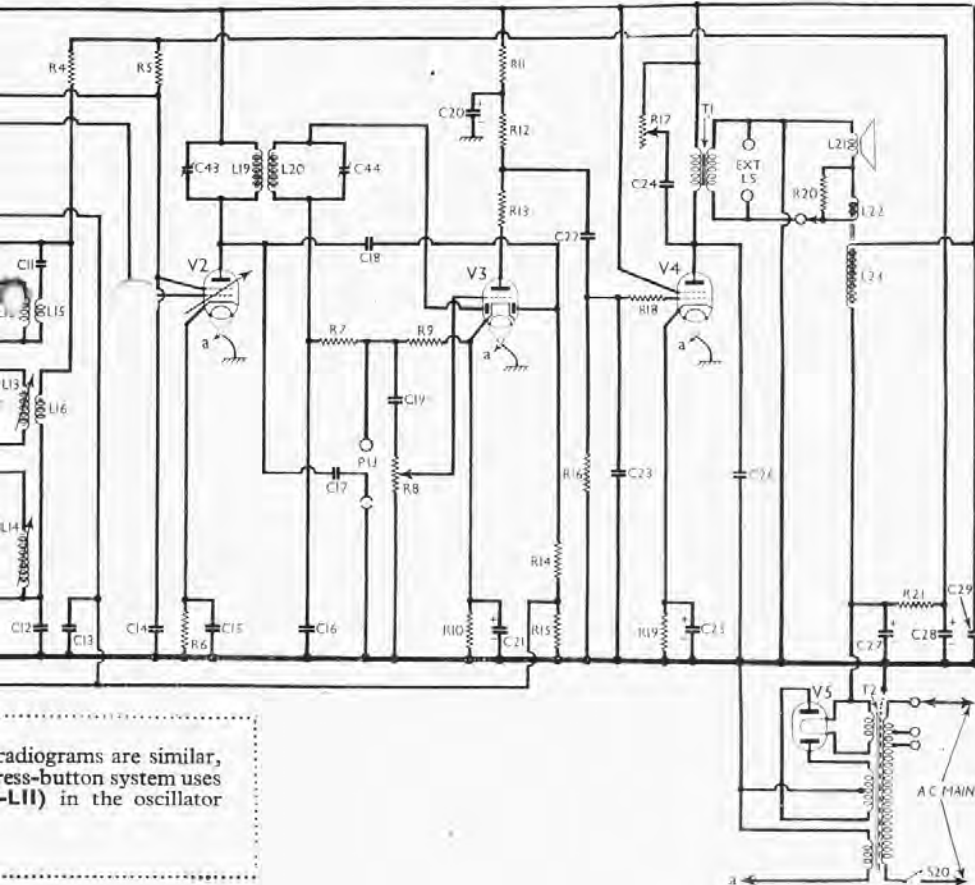 R4
R5
R11
C20
+
R12
R17
T1
L21
EXT
LS
R20
C43
L19
L20
C44
R13
C24
L22
C22
C11
V2
C18
V3
V4
R18
L15
a
R7
R9
a
a
L13
L16
C19
PU
C17
R8
R16
C23
L14
R14
R21
C29
C12
C13
C14
R6
C15
C16
R10
+
C21
R15
R19
+
C25
C27
+
C28
+
V5
T2
radiograms are similar,
ress-button system uses
-L11) in the oscillator
A C MAIN
S20
a